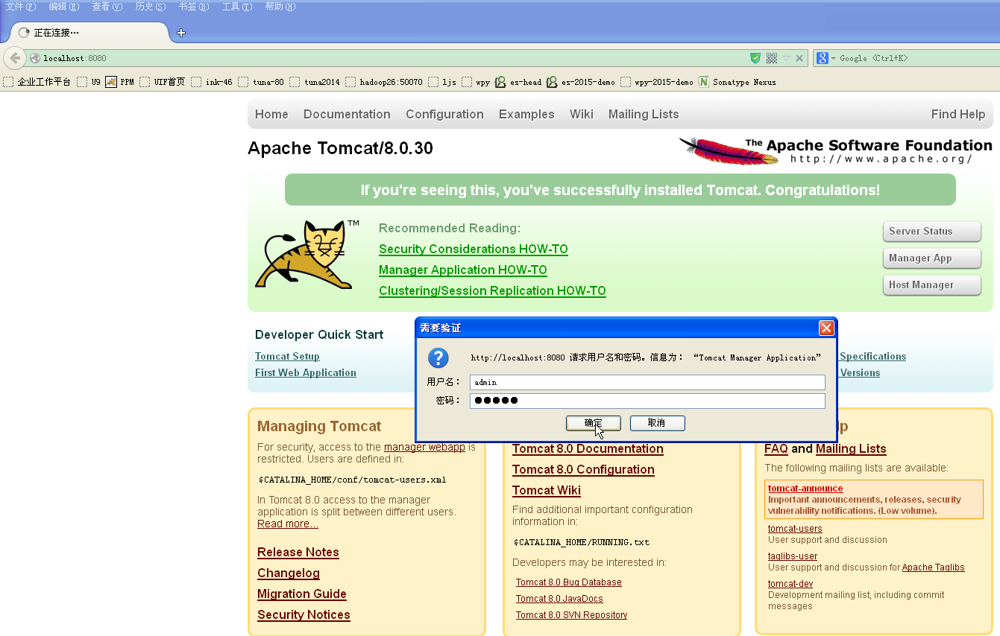 文件(F) 编辑(E) 查看(V) 历史(S) 书签(B) 工具(T) 帮助(H)
正在连接…
localhost:8080
Google <Ctrl+K>
企业工作平台 U9 PPM UIF首页 ink-46 tuna-80 tuna2014 hadoop26:50070 ljs wpy es-head es-2015-demo wpy-2015-demo Sonatype Nexus
Home Documentation Configuration Examples Wiki Mailing Lists Find Help
Apache Tomcat/8.0.30
The Apache Software Foundation
http://www.apache.org/
If you're seeing this, you've successfully installed Tomcat. Congratulations!
TM
Recommended Reading:
Security Considerations HOW-TO
Manager Application HOW-TO
Clustering/Session Replication HOW-TO
Server Status
Manager App
Host Manager
Developer Quick Start
Tomcat Setup
First Web Application
Specifications
Versions
需要验证
http://localhost:8080 请求用户名和密码。信息为： “Tomcat Manager Application”
用户名： admin
密码： ●●●●●
确定 取消
Managing Tomcat
For security, access to the manager webapp is
restricted. Users are defined in:
$CATALINA_HOME/conf/tomcat-users.xml
In Tomcat 8.0 access to the manager
application is split between different users.
Read more...
Release Notes
Changelog
Migration Guide
Security Notices
Tomcat 8.0 Documentation
Tomcat 8.0 Configuration
Tomcat Wiki
Find additional important configuration
information in:
$CATALINA_HOME/RUNNING.txt
Developers may be interested in:
Tomcat 8.0 Bug Database
Tomcat 8.0 JavaDocs
Tomcat 8.0 SVN Repository
FAQ and Mailing Lists
The following mailing lists are available:
tomcat-announce
Important announcements, releases, security
vulnerability notifications. (Low volume).
tomcat-users
User support and discussion
taglibs-user
User support and discussion for Apache Taglibs
tomcat-dev
Development mailing list, including commit
messages